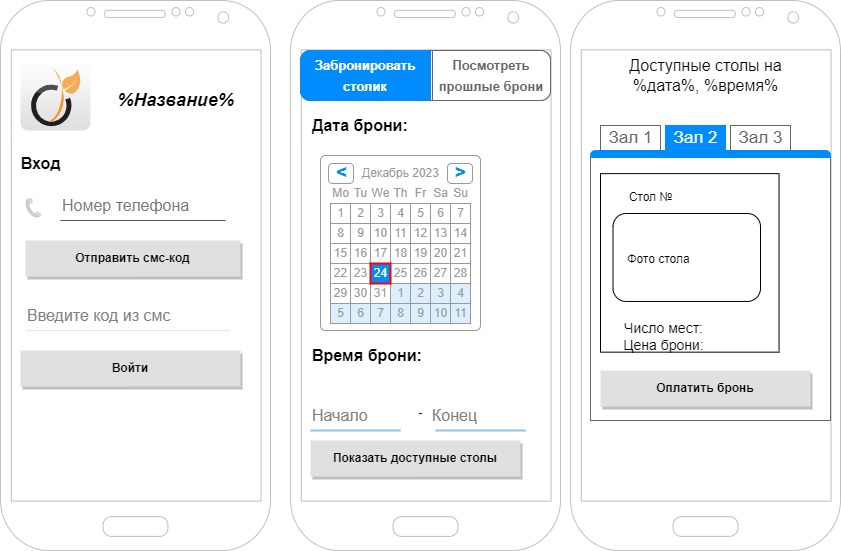 %Название%
Вход
Номер телефона
Отправить смс-код
Введите код из смс
Войти
Забронировать
столик
Посмотреть
прошлые брони
Дата брони:
< Декабрь 2023 >
Mo Tu We Th Fr Sa Su
1 2 3 4 5 6 7
8 9 10 11 12 13 14
15 16 17 18 19 20 21
22 23 24 25 26 27 28
29 30 31 1 2 3 4
5 6 7 8 9 10 11
Время брони:
Начало - Конец
Показать доступные столы
Доступные столы на
%дата%, %время%
Зал 1 Зал 2 Зал 3
Стол №
Фото стола
Число мест:
Цена брони:
Оплатить бронь